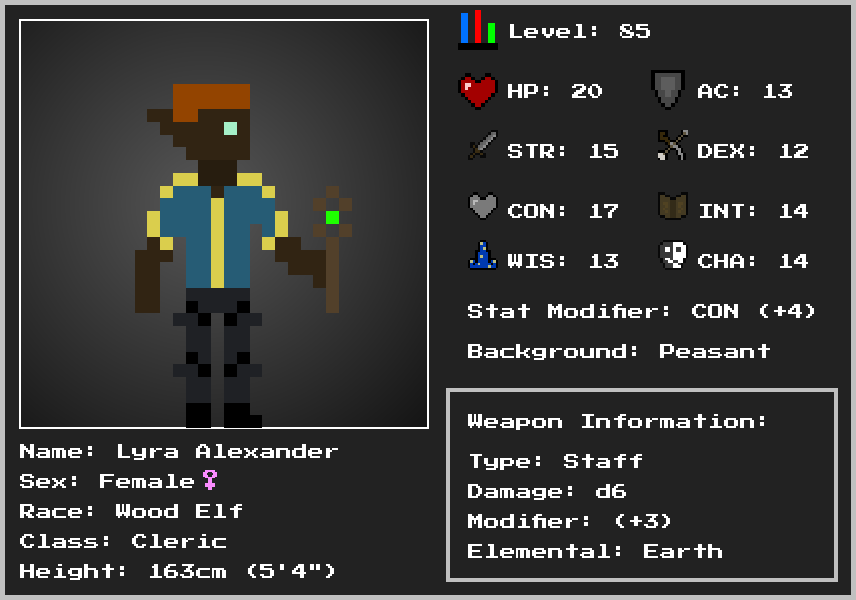 Level: 85
HP: 20 AC: 13
STR: 15 DEX: 12
CON: 17 INT: 14
WIS: 13 CHA: 14
Stat Modifier: CON (+4)
Background: Peasant
Weapon Information:
Type: Staff
Damage: d6
Modifier: (+3)
Elemental: Earth
Name: Lyra Alexander
Sex: Female♀
Race: Wood Elf
Class: Cleric
Height: 163cm (5'4")